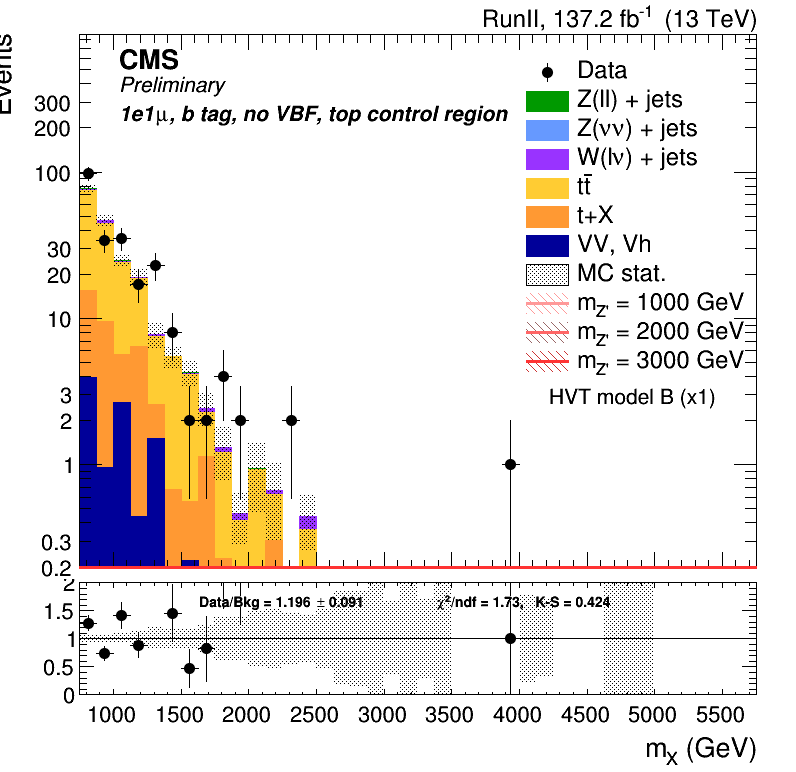 RunII, 137.2 fb⁻¹ (13 TeV)
Events
CMS
Preliminary
1e1μ, b tag, no VBF, top control region
Data
Z(ll) + jets
Z(νν) + jets
W(lν) + jets
tt̄
t+X
VV, Vh
MC stat.
m_Z' = 1000 GeV
m_Z' = 2000 GeV
m_Z' = 3000 GeV
HVT model B (x1)
300
200
100
30
20
10
3
2
1
0.3
0.2
2
1.5
1
0.5
0
Data/Bkg = 1.196 ± 0.091
χ²/ndf = 1.73, K-S = 0.424
1000 1500 2000 2500 3000 3500 4000 4500 5000 5500
m_X (GeV)